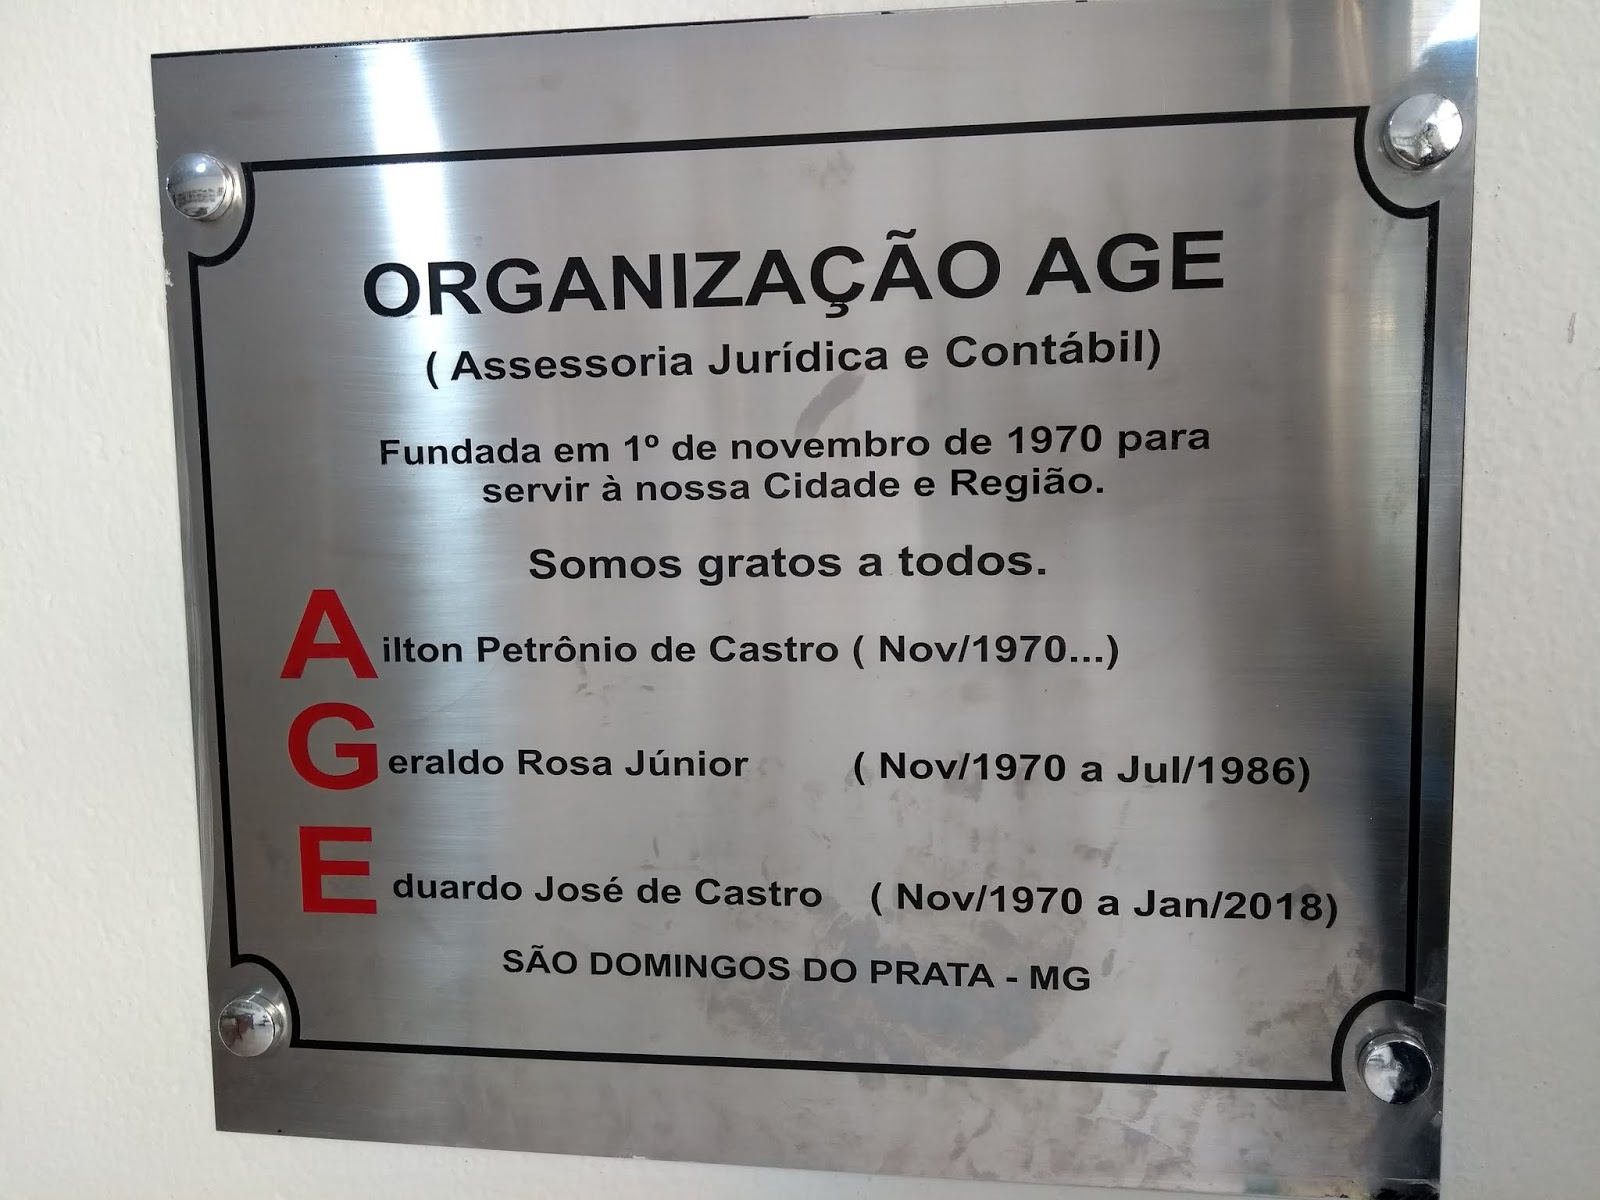 ORGANIZAÇÃO AGE
( Assessoria Jurídica e Contábil)
Fundada em 1º de novembro de 1970 para
servir à nossa Cidade e Região.
Somos gratos a todos.
Ailton Petrônio de Castro ( Nov/1970...)
Geraldo Rosa Júnior ( Nov/1970 a Jul/1986)
Eduardo José de Castro ( Nov/1970 a Jan/2018)
SÃO DOMINGOS DO PRATA - MG